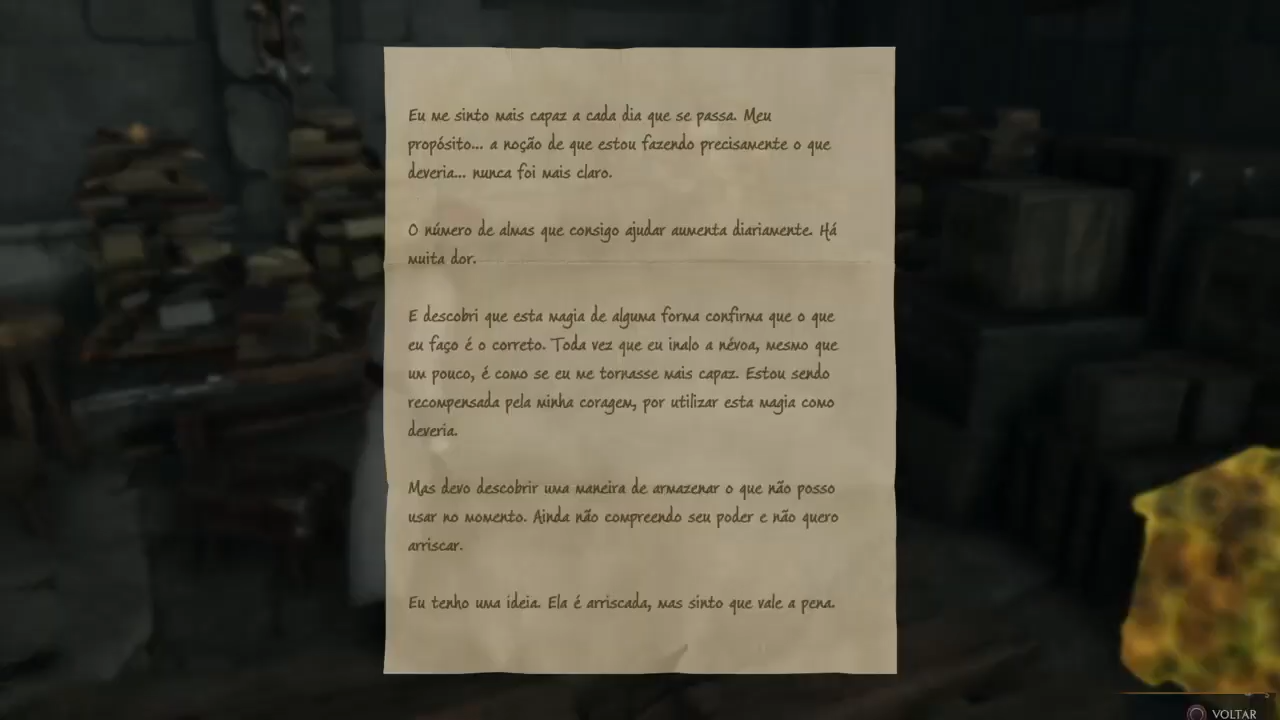 Eu me sinto mais capaz a cada dia que se passa. Meu
propósito... a noção de que estou fazendo precisamente o que
deveria... nunca foi mais claro.
O número de almas que consigo ajudar aumenta diariamente. Há
muita dor.
E descobri que esta magia de alguma forma confirma que o que
eu faço é o correto. Toda vez que eu inalo a névoa, mesmo que
um pouco, é como se eu me tornasse mais capaz. Estou sendo
recompensada pela minha coragem, por utilizar esta magia como
deveria.
Mas devo descobrir uma maneira de armazenar o que não posso
usar no momento. Ainda não compreendo seu poder e não quero
arriscar.
Eu tenho uma ideia. Ela é arriscada, mas sinto que vale a pena.
VOLTAR